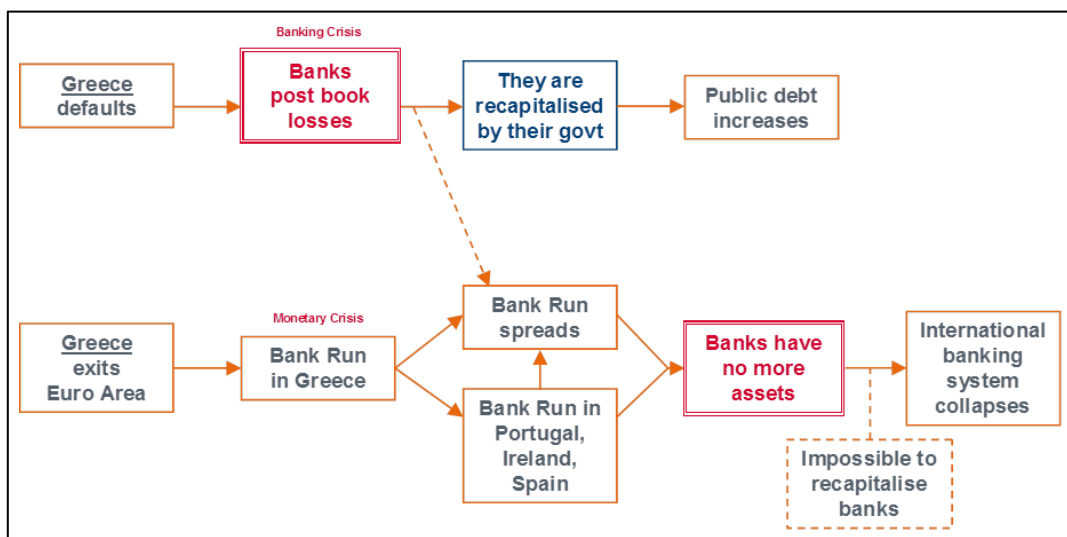 Banking Crisis
Greece
defaults
Banks
post book
losses
They are
recapitalised
by their govt
Public debt
increases
Monetary Crisis
Greece
exits
Euro Area
Bank Run
in Greece
Bank Run
spreads
Bank Run in
Portugal,
Ireland,
Spain
Banks have
no more
assets
International
banking
system
collapses
Impossible to
recapitalise
banks